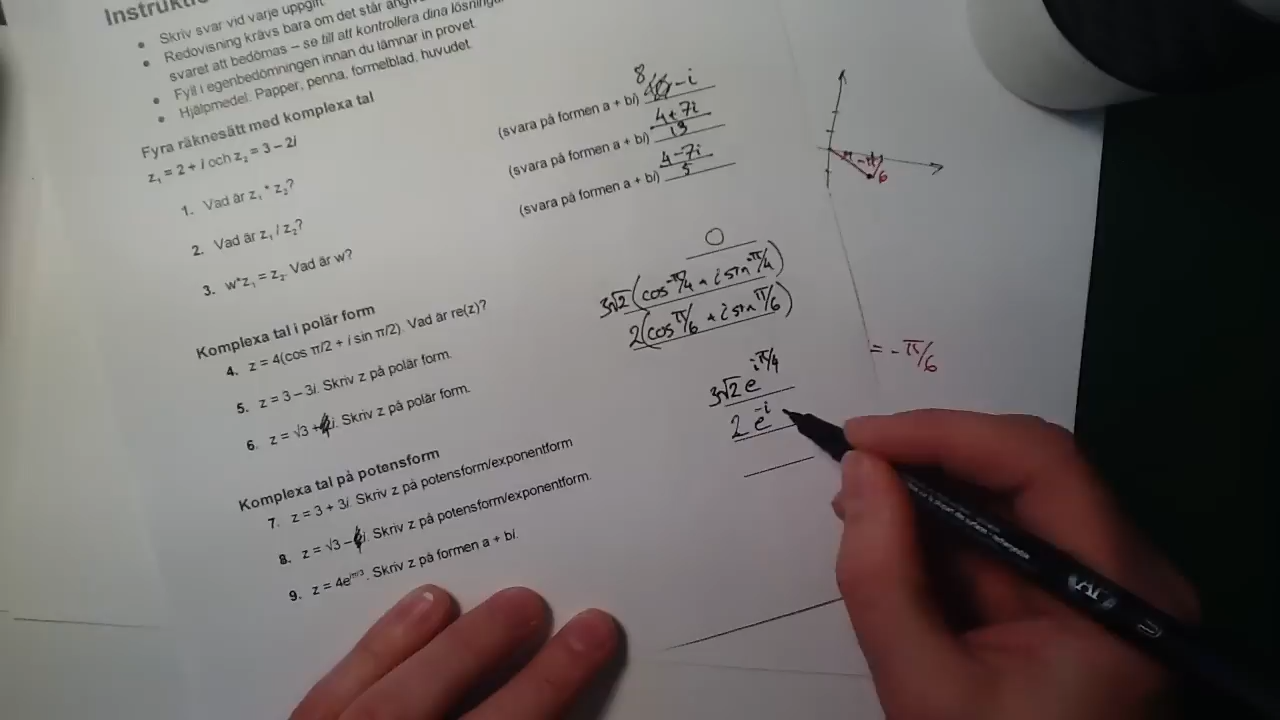 Instruktio
• Skriv svar vid varje uppgift
• Redovisning krävs bara om det står angiv
svaret att bedömas – se till att kontrollera dina lösningar
• Fyll i egenbedömningen innan du lämnar in provet.
• Hjälpmedel: Papper, penna, formelblad, huvudet.
Fyra räknesätt med komplexa tal
z₁ = 2 + i och z₂ = 3 – 2i
1. Vad är z₁ * z₂? (svara på formen a + bi) 8 – i
2. Vad är z₁ / z₂? (svara på formen a + bi) (4+7i)/13
3. w*z₁ = z₂. Vad är w? (svara på formen a + bi) (4-7i)/5
Komplexa tal i polär form
4. z = 4(cos π/2 + i sin π/2). Vad är re(z)? 0
5. z = 3 – 3i. Skriv z på polär form. 3√2(cos -π/4 + i sin -π/4)
6. z = √3 + i. Skriv z på polär form. 2(cos π/6 + i sin π/6)
Komplexa tal på potensform
7. z = 3 + 3i. Skriv z på potensform/exponentform 3√2 e^iπ/4
8. z = √3 – i. Skriv z på potensform/exponentform. 2 e^-i
9. z = 4e^iπ/3. Skriv z på formen a + bi.
6
= -π/6